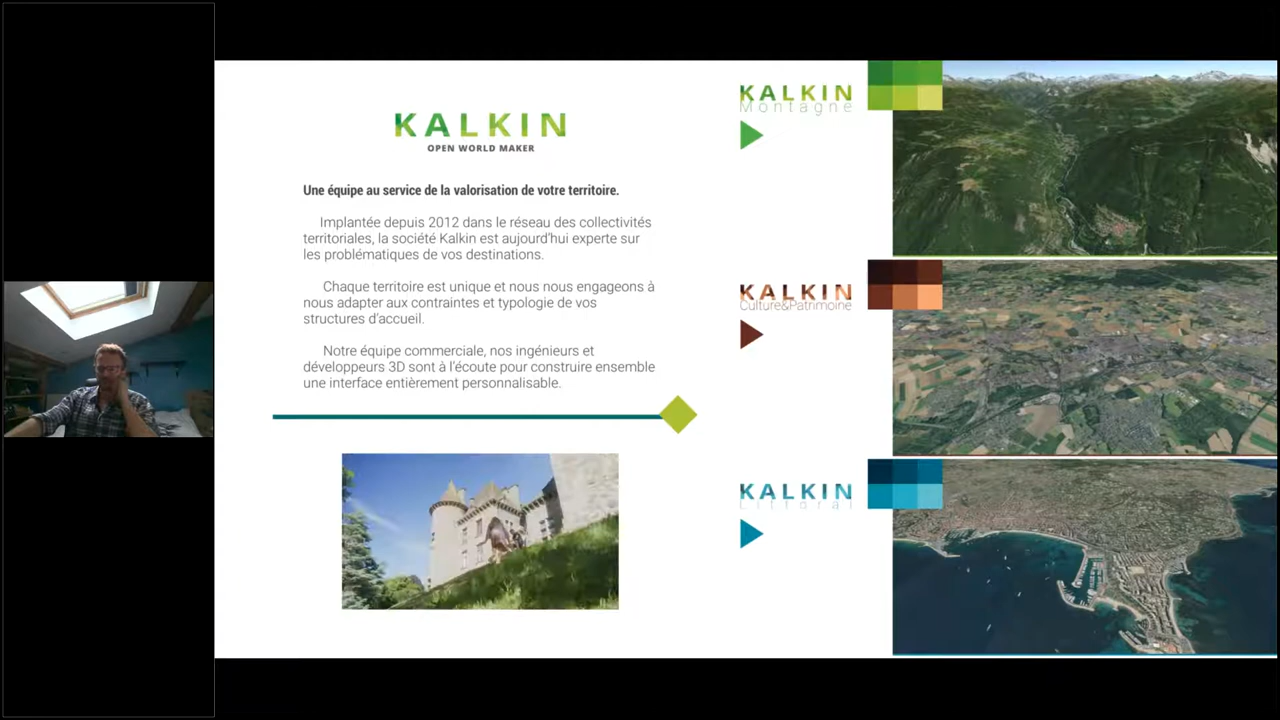 KALKIN
OPEN WORLD MAKER
Une équipe au service de la valorisation de votre territoire.
Implantée depuis 2012 dans le réseau des collectivités
territoriales, la société Kalkin est aujourd'hui experte sur
les problématiques de vos destinations.
Chaque territoire est unique et nous nous engageons à
nous adapter aux contraintes et typologie de vos
structures d'accueil.
Notre équipe commerciale, nos ingénieurs et
développeurs 3D sont à l'écoute pour construire ensemble
une interface entièrement personnalisable.
KALKIN
Montagne
KALKIN
Culture&Patrimoine
KALKIN
Littoral